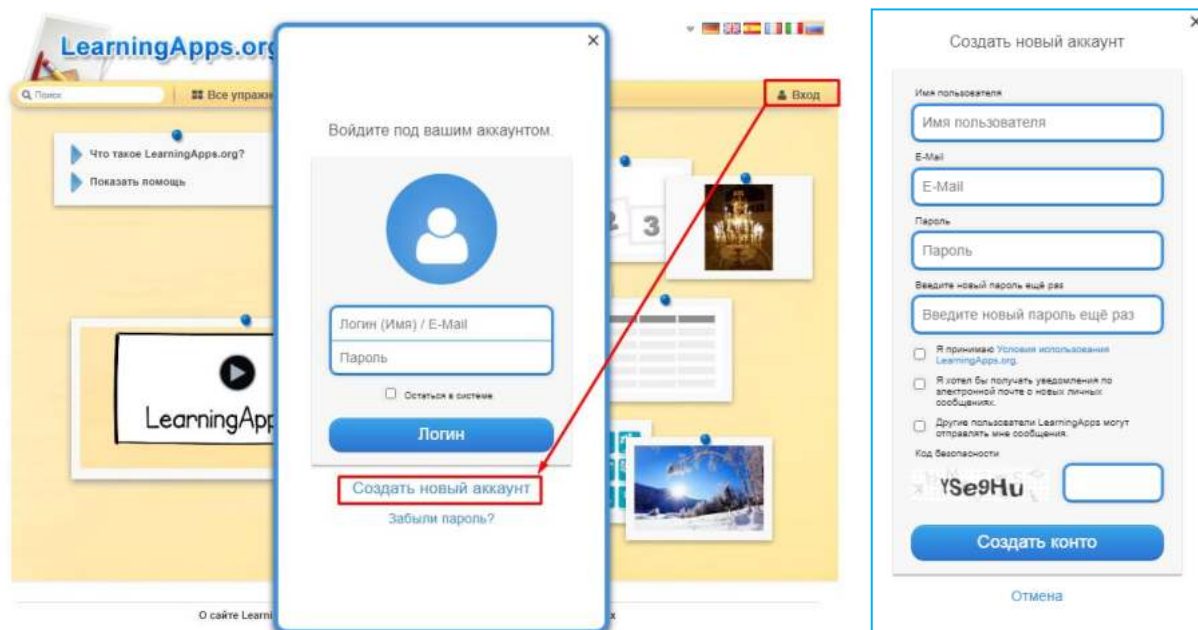 LearningApps.org
Поиск
Все упражн
Вход
Что такое LearningApps.org?
Показать помощь
LearningApp
2 3
О сайте Learni
×
Войдите под вашим аккаунтом.
Логин (Имя) / E-Mail
Пароль
Остаться в системе
Логин
Создать новый аккаунт
Забыли пароль?
×
Создать новый аккаунт
Имя пользователя
Имя пользователя
E-Mail
E-Mail
Пароль
Пароль
Введите новый пароль ещё раз
Введите новый пароль ещё раз
Я принимаю Условия использования
LearningApps.org.
Я хотел бы получать уведомления по
электронной почте о новых личных
сообщениях.
Другие пользователи LearningApps могут
отправлять мне сообщения.
Код безопасности
YSe9Hu
Создать конто
Отмена